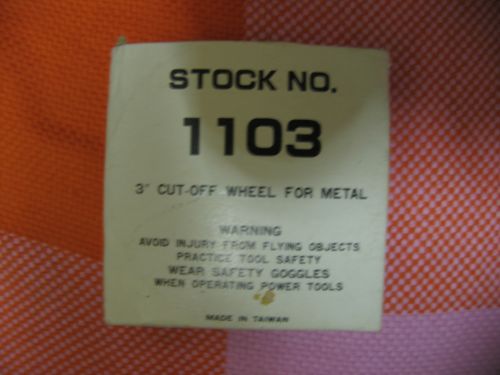 STOCK NO.
1103
3" CUT-OFF WHEEL FOR METAL
WARNING
AVOID INJURY FROM FLYING OBJECTS
PRACTICE TOOL SAFETY
WEAR SAFETY GOGGLES
WHEN OPERATING POWER TOOLS
MADE IN TAIWAN